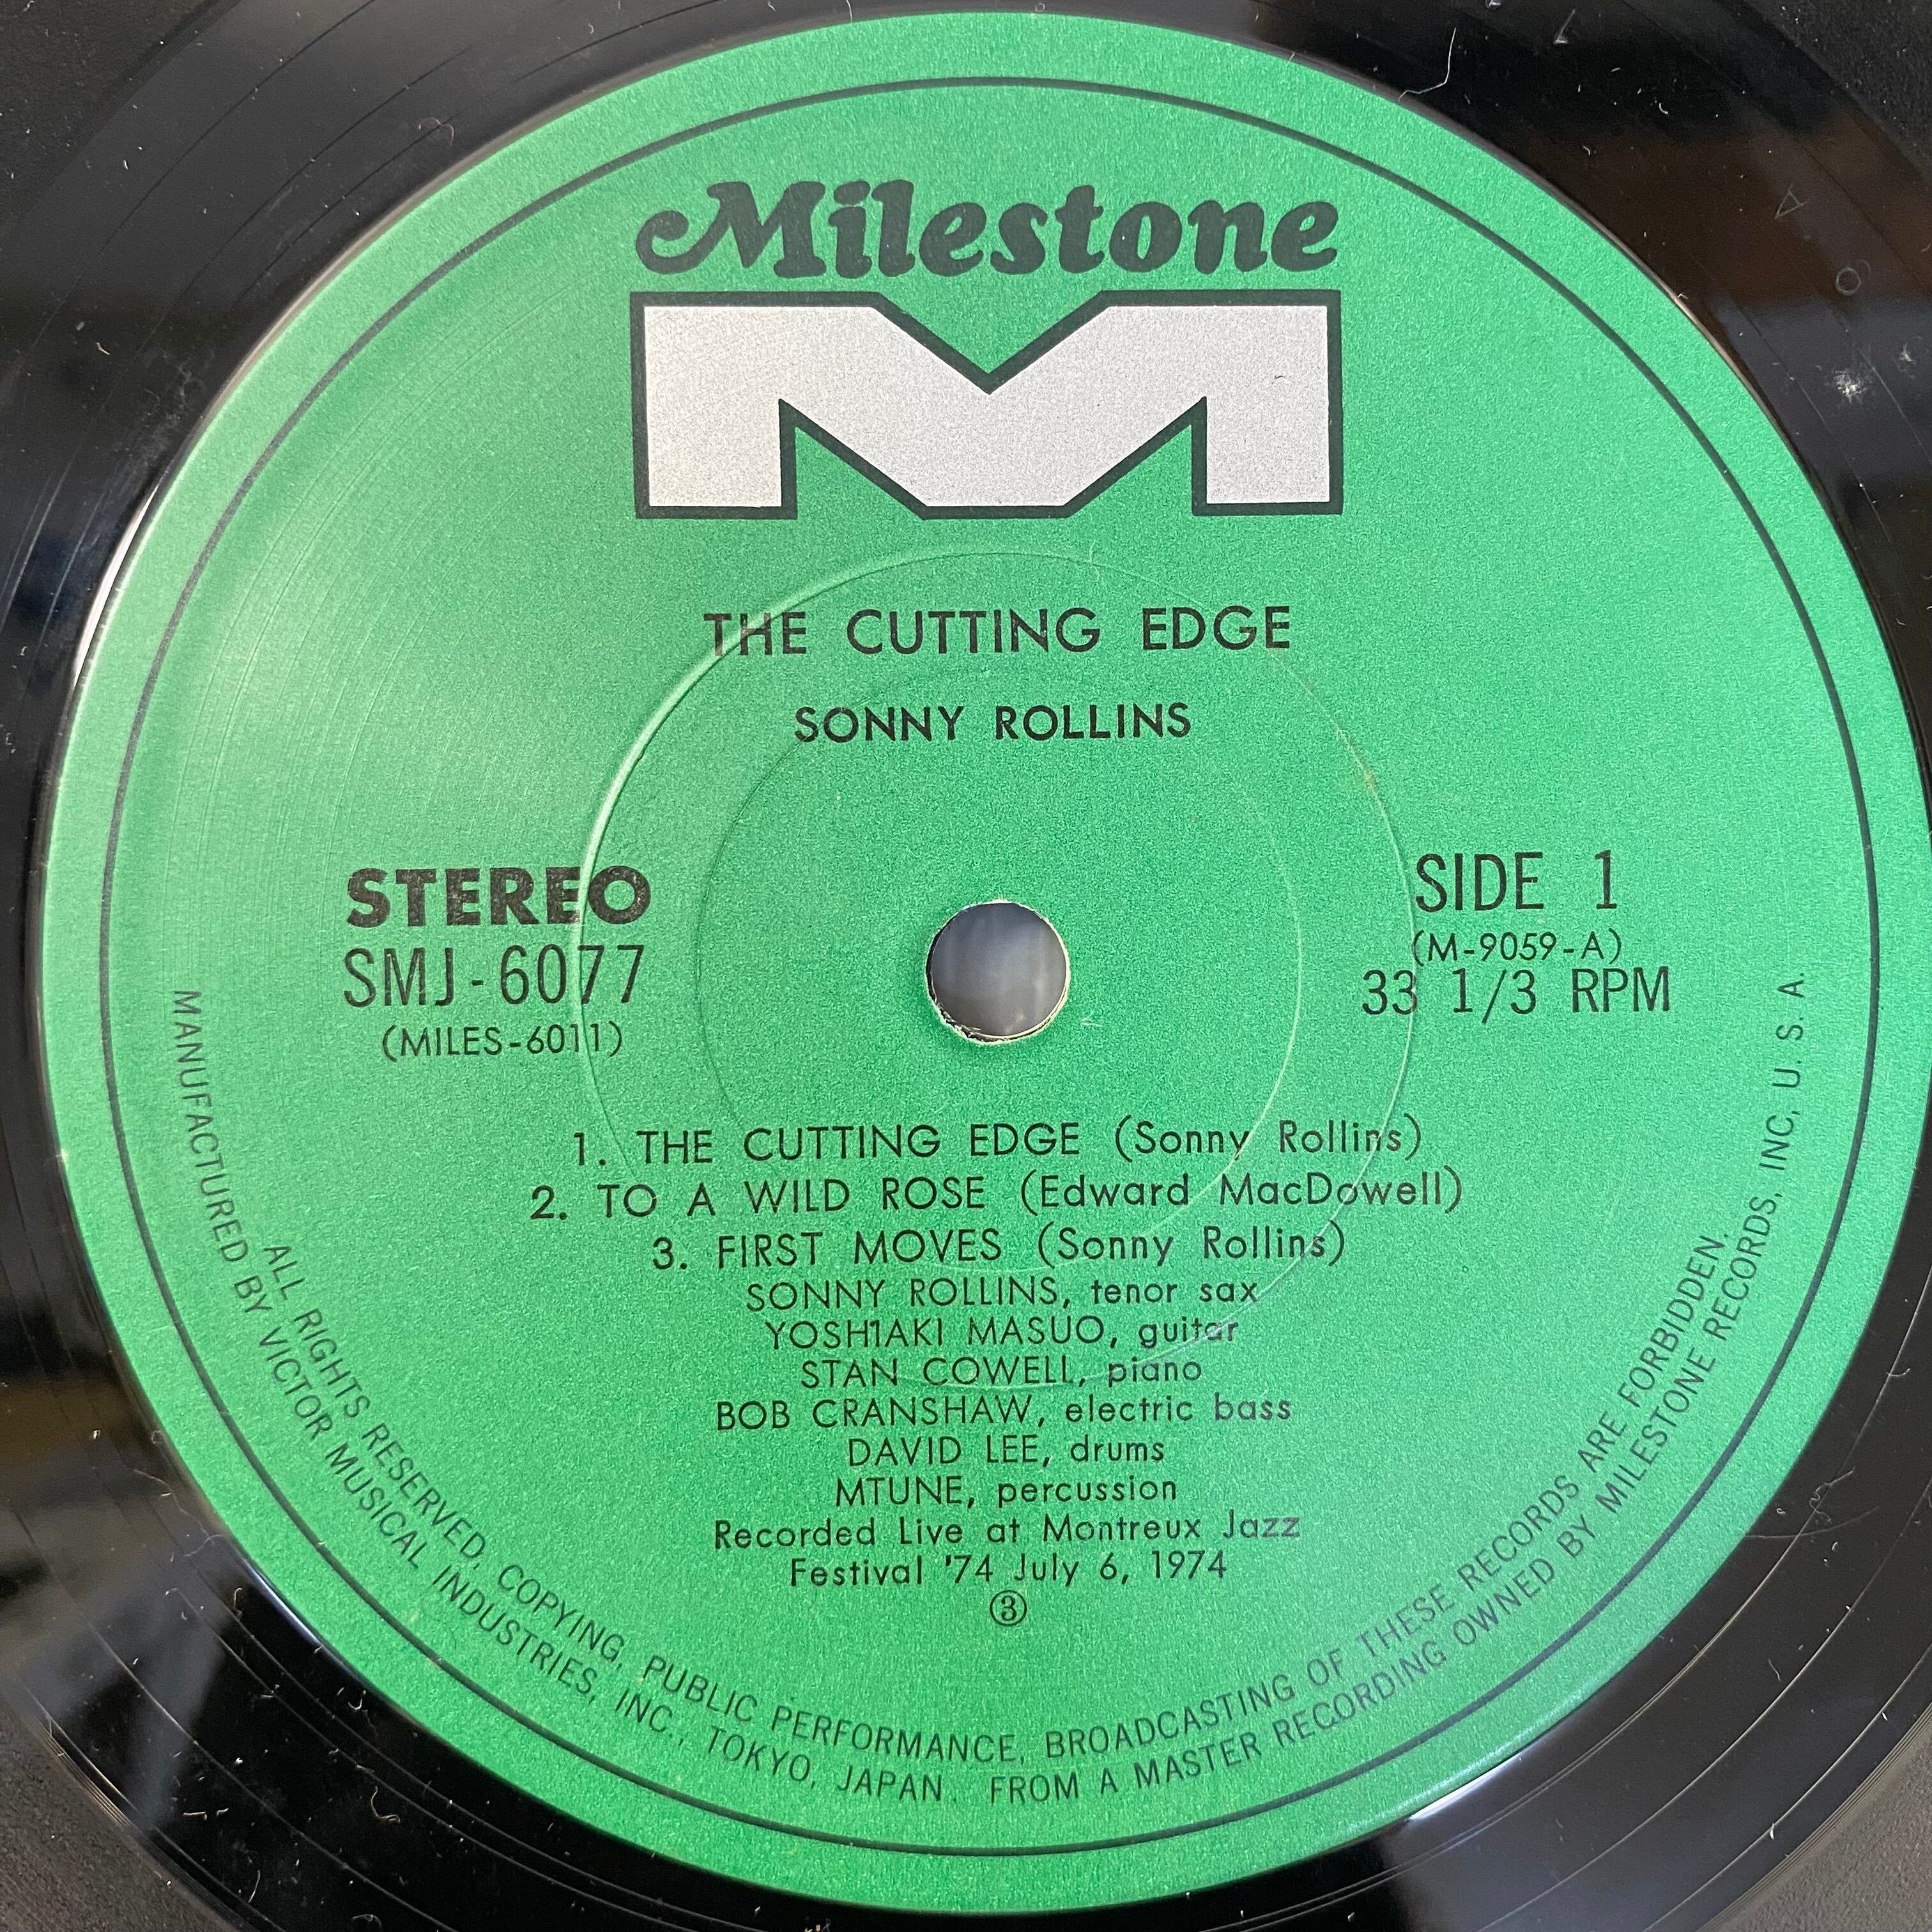 Milestone
M
THE CUTTING EDGE
SONNY ROLLINS
STEREO
SMJ-6077
(MILES-6011)
SIDE 1
(M-9059-A)
33 1/3 RPM
1. THE CUTTING EDGE (Sonny Rollins)
2. TO A WILD ROSE (Edward MacDowell)
3. FIRST MOVES (Sonny Rollins)
SONNY ROLLINS, tenor sax
YOSH1AKI MASUO, guitar
STAN COWELL, piano
BOB CRANSHAW, electric bass
DAVID LEE, drums
MTUNE, percussion
Recorded Live at Montreux Jazz
Festival '74 July 6, 1974
③
ALL RIGHTS RESERVED, COPYING, PUBLIC PERFORMANCE, BROADCASTING OF THESE RECORDS ARE FORBIDDEN.
MANUFACTURED BY VICTOR MUSICAL INDUSTRIES, INC., TOKYO, JAPAN. FROM A MASTER RECORDING OWNED BY MILESTONE RECORDS, INC, U. S. A.